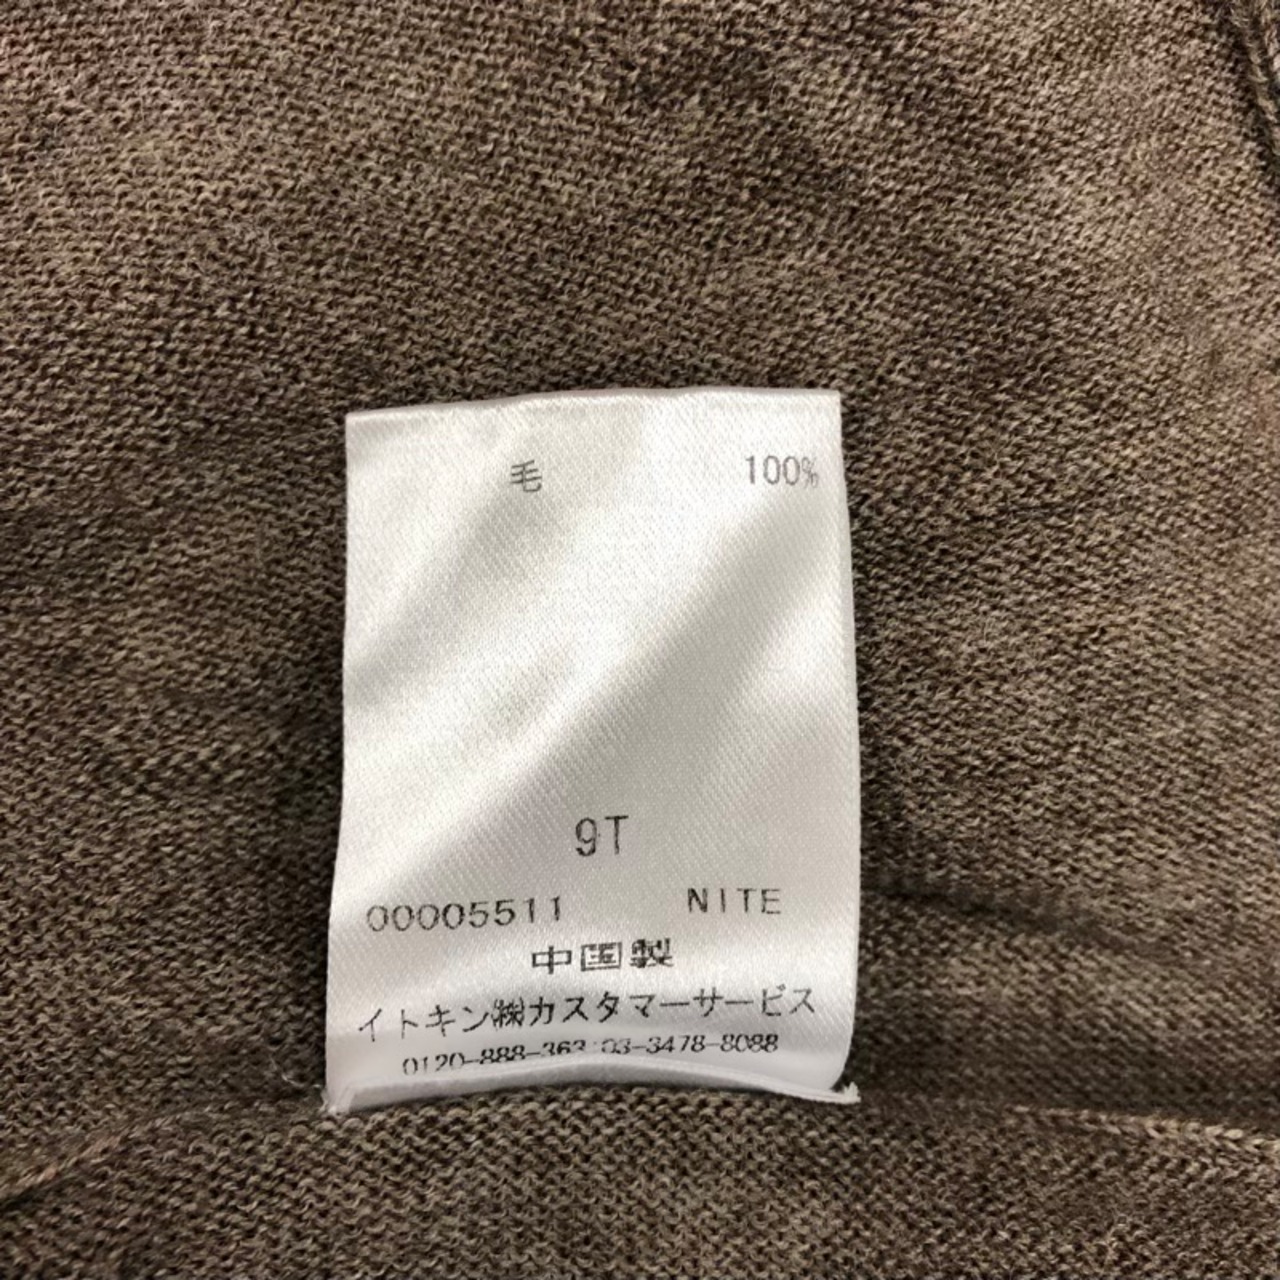 毛 100%
9T
00005511 NITE
中国製
イトキン㈱カスタマーサービス
0120-888-363 03-3478-8088